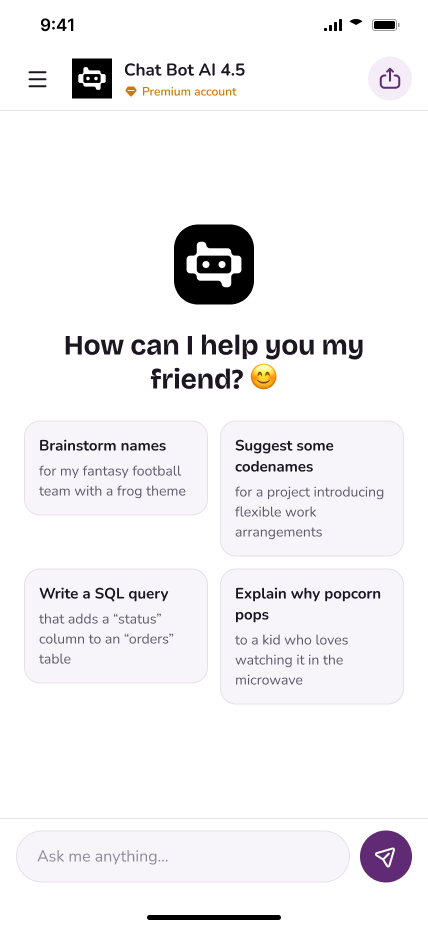 9:41
Chat Bot AI 4.5
Premium account
How can I help you my
friend? 😊
Brainstorm names
for my fantasy football
team with a frog theme
Suggest some
codenames
for a project introducing
flexible work
arrangements
Write a SQL query
that adds a “status”
column to an “orders”
table
Explain why popcorn
pops
to a kid who loves
watching it in the
microwave
Ask me anything...